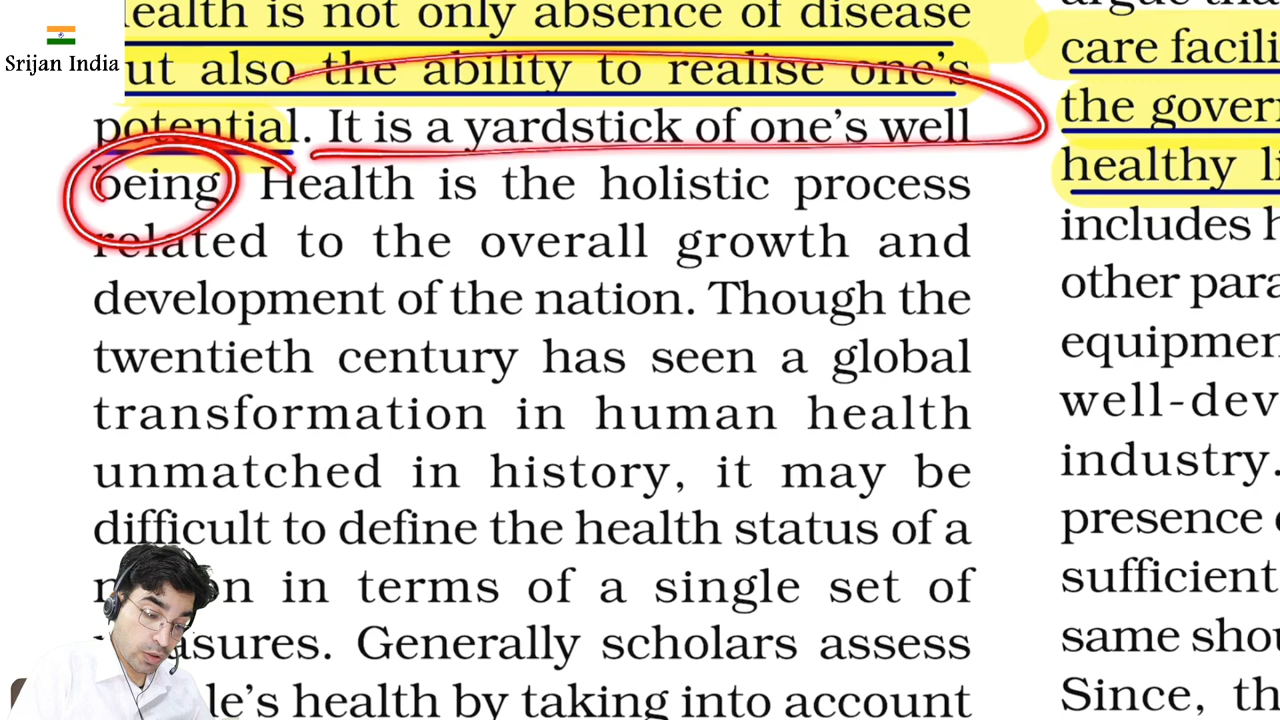 Srijan India
ealth is not only absence of disease
ut also the ability to realise one’s
potential. It is a yardstick of one’s well
being Health is the holistic process
related to the overall growth and
development of the nation. Though the
twentieth century has seen a global
transformation in human health
unmatched in history, it may be
difficult to define the health status of a
n in terms of a single set of
asures. Generally scholars assess
le’s health by taking into account
argue tha
care facili
the gover
healthy li
includes h
other para
equipmen
well-dev
industry.
presence
sufficient
same shou
Since, th